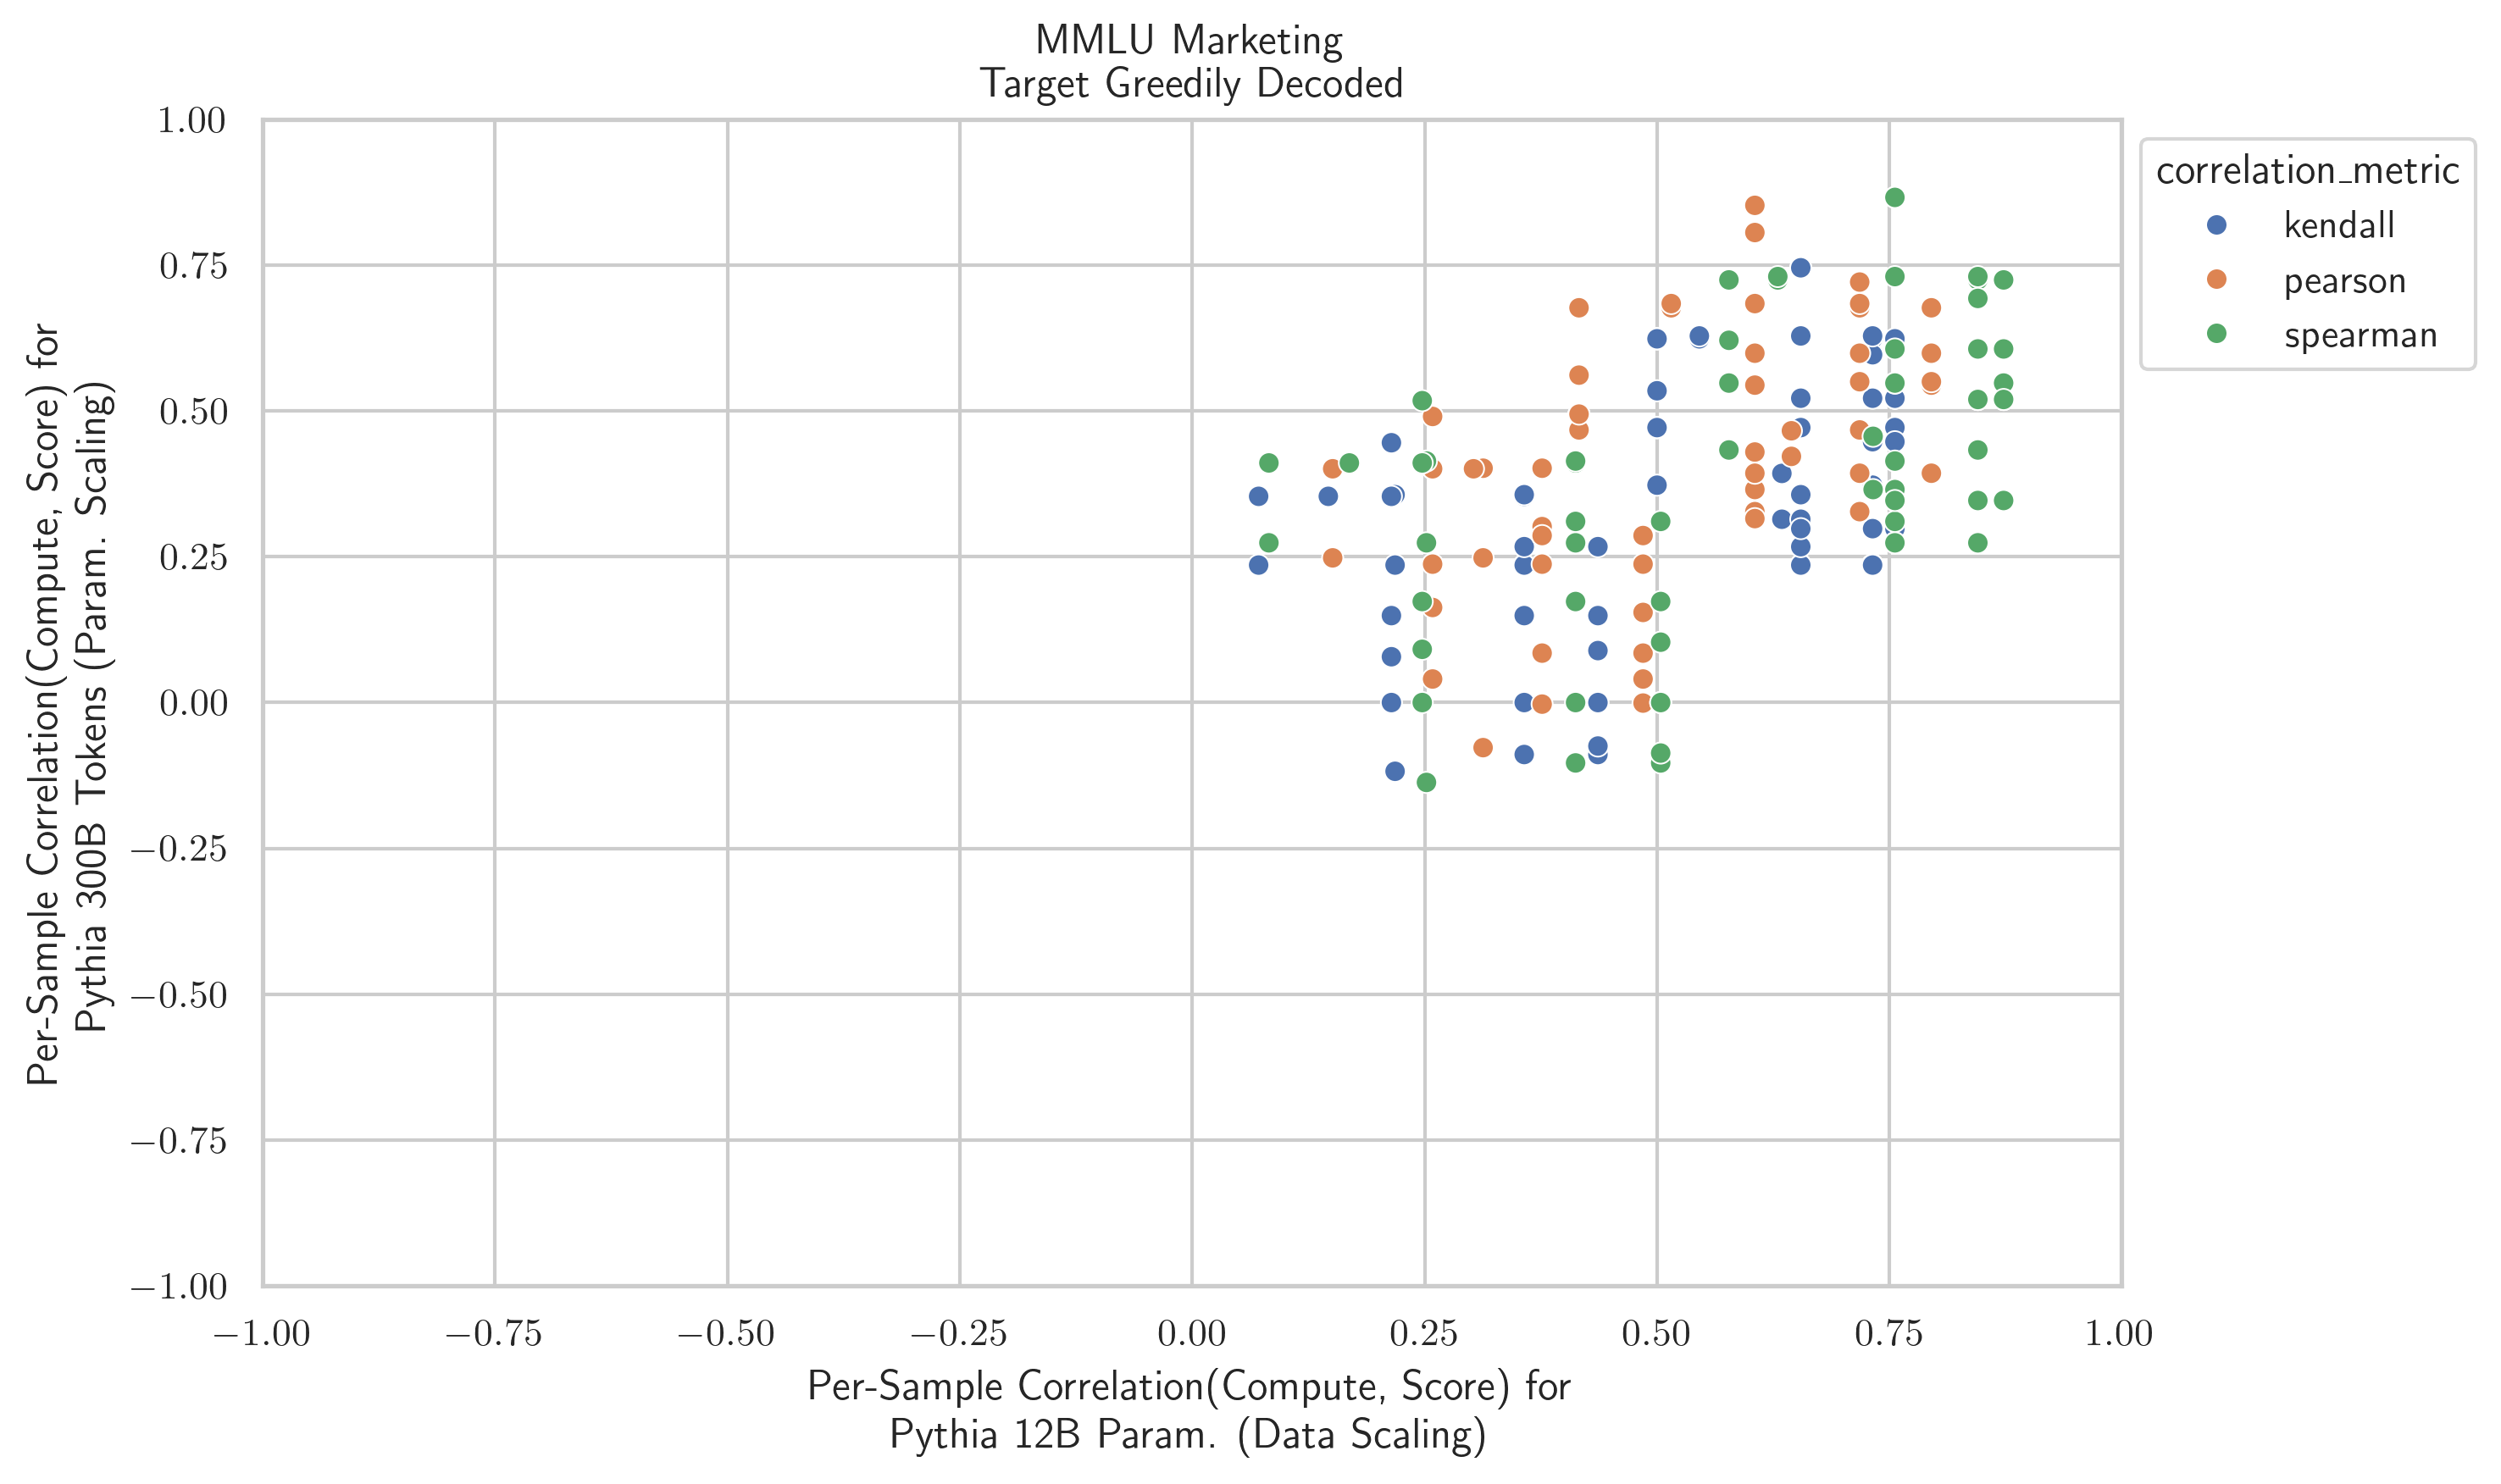 MMLU Marketing
Target Greedily Decoded
1.00
0.75
0.50
0.25
0.00
−0.25
−0.50
−0.75
−1.00
Per-Sample Correlation(Compute, Score) for
Pythia 300B Tokens (Param. Scaling)
−1.00 −0.75 −0.50 −0.25 0.00 0.25 0.50 0.75 1.00
Per-Sample Correlation(Compute, Score) for
Pythia 12B Param. (Data Scaling)
correlation_metric
kendall
pearson
spearman